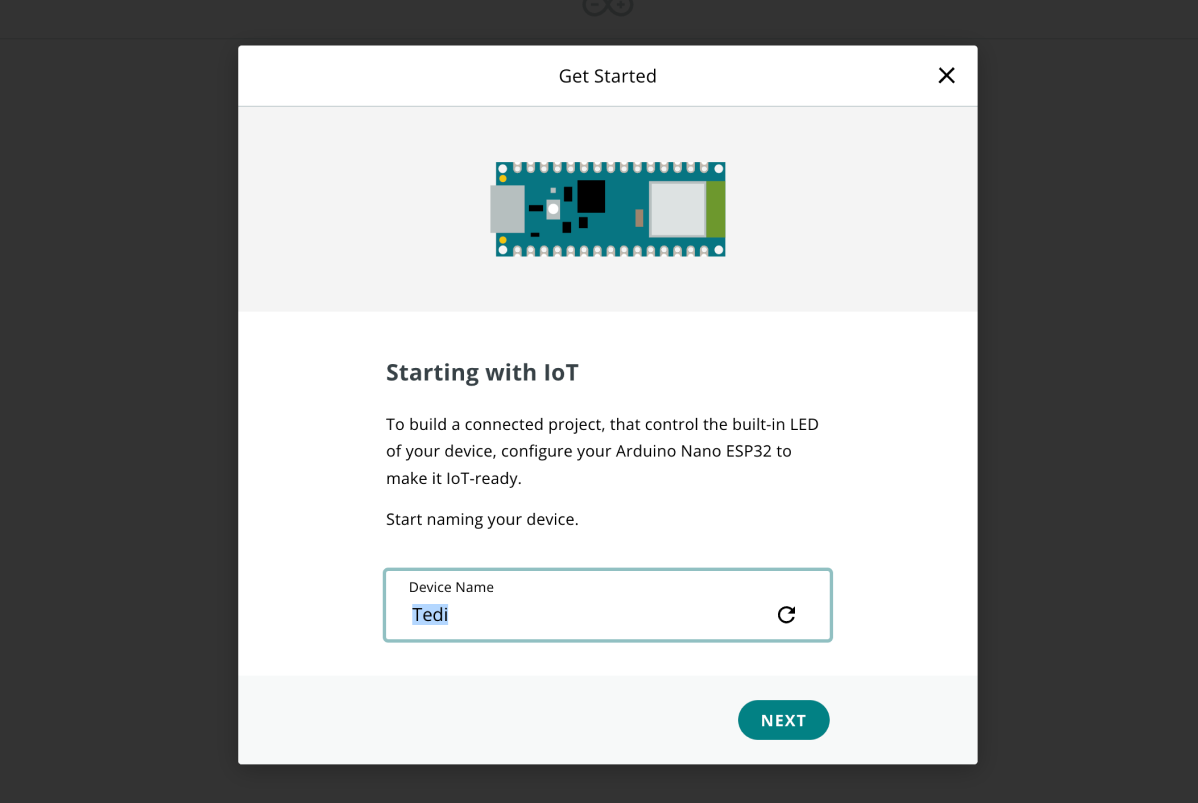 Get Started
Starting with IoT
To build a connected project, that control the built-in LED
of your device, configure your Arduino Nano ESP32 to
make it IoT-ready.
Start naming your device.
Device Name
Tedi
NEXT